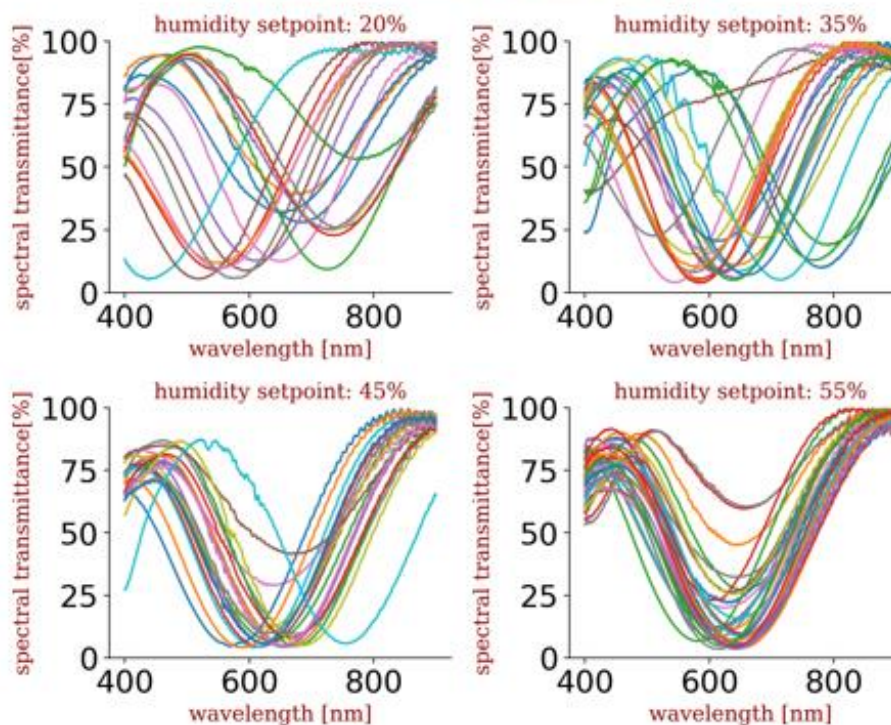 humidity setpoint: 20%
spectral transmittance[%]
100
75
50
25
0
400 600 800
wavelength [nm]
humidity setpoint: 35%
spectral transmittance[%]
100
75
50
25
0
400 600 800
wavelength [nm]
humidity setpoint: 45%
spectral transmittance[%]
100
75
50
25
0
400 600 800
wavelength [nm]
humidity setpoint: 55%
spectral transmittance[%]
100
75
50
25
0
400 600 800
wavelength [nm]